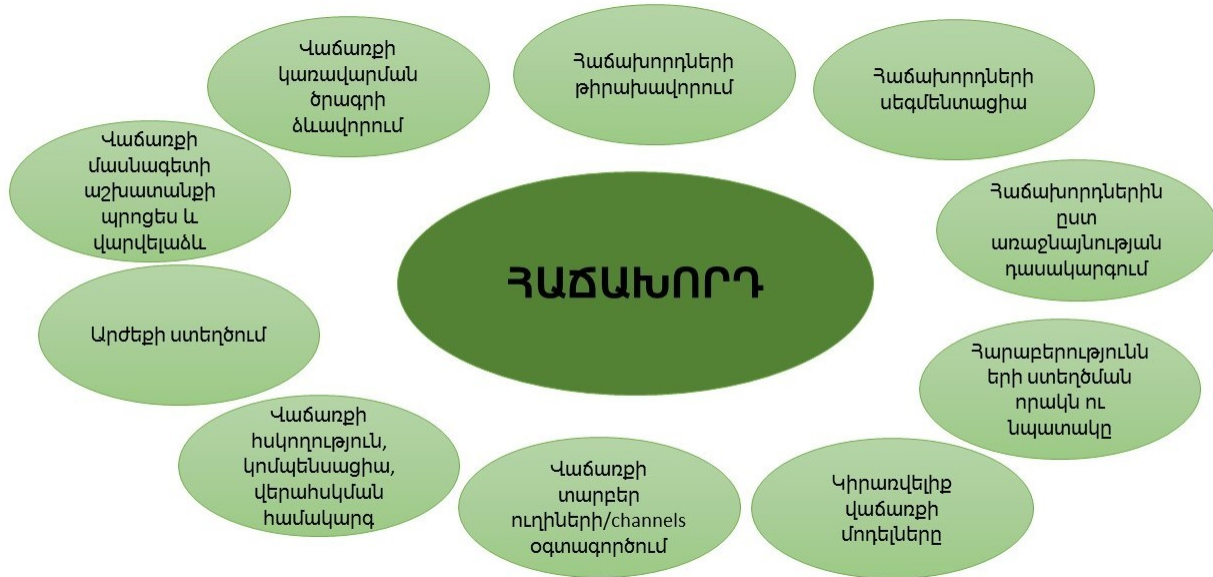 Վաճառքի
կառավարման
ծրագրի
ձևավորում
Հաճախորդների
թիրախավորում
Հաճախորդների
սեգմենտացիա
Հաճախորդներին
ըստ
առաջնայնության
դասակարգում
Հարաբերությունն
երի ստեղծման
որակն ու
նպատակը
Կիրառվելիք
վաճառքի
մոդելները
Վաճառքի
տարբեր
ուղիների/channels
օգտագործում
Վաճառքի
հսկողություն,
կոմպենսացիա,
վերահսկման
համակարգ
Արժեքի ստեղծում
Վաճառքի
մասնագետի
աշխատանքի
պրոցես և
վարվելաձև
ՀԱՃԱԽՈՐԴ